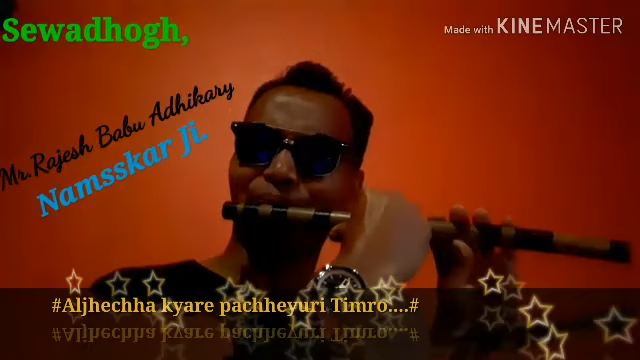 Sewadhogh,
Made with KINEMASTER
Mr.Rajesh Babu Adhikary
Namsskar Ji.
#Aljhechha kyare pachheyuri Timro....#